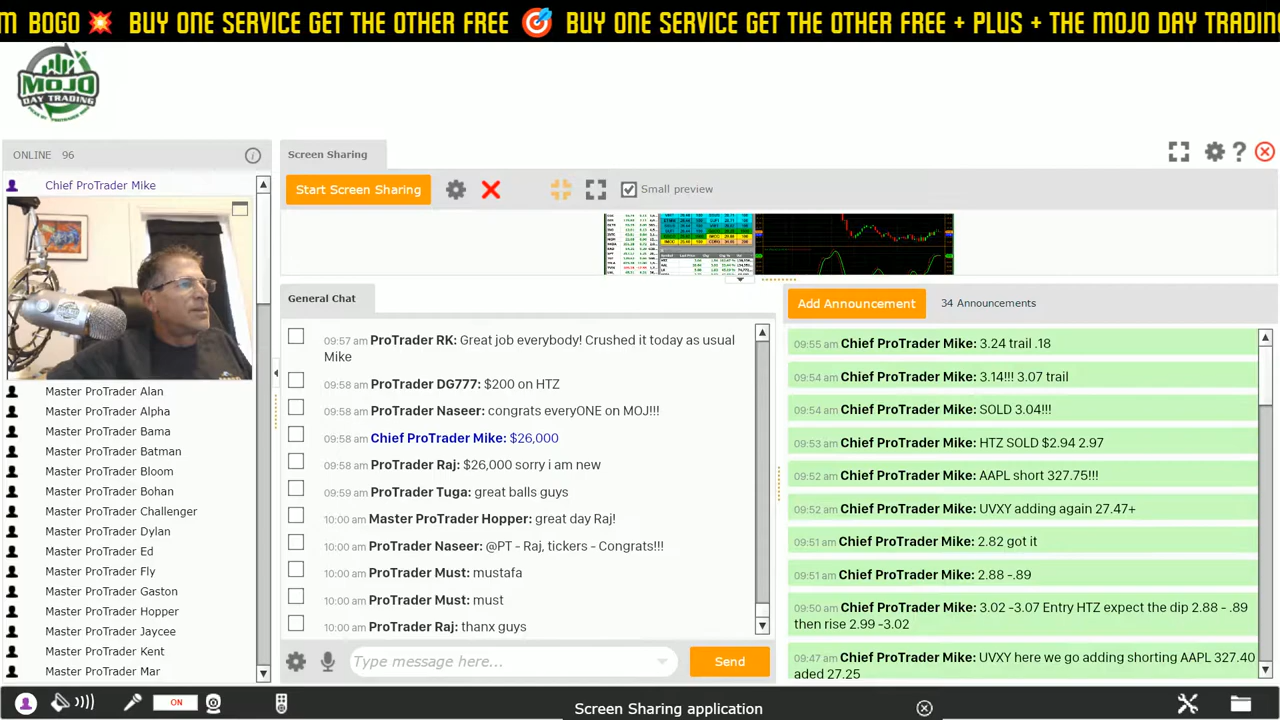 M BOGO BUY ONE SERVICE GET THE OTHER FREE BUY ONE SERVICE GET THE OTHER FREE + PLUS + THE MOJO DAY TRADIN
MOJO
DAY TRADING
ONLINE 96
Screen Sharing
Chief ProTrader Mike
Start Screen Sharing
Small preview
General Chat
Add Announcement
34 Announcements
09:57 am ProTrader RK: Great job everybody! Crushed it today as usual
Mike
09:58 am ProTrader DG777: $200 on HTZ
09:58 am ProTrader Naseer: congrats everyONE on MOJ!!!
09:58 am Chief ProTrader Mike: $26,000
09:58 am ProTrader Raj: $26,000 sorry i am new
09:59 am ProTrader Tuga: great balls guys
10:00 am Master ProTrader Hopper: great day Raj!
10:00 am ProTrader Naseer: @PT - Raj, tickers - Congrats!!!
10:00 am ProTrader Must: mustafa
10:00 am ProTrader Must: must
10:00 am ProTrader Raj: thanx guys
Type message here...
Send
09:55 am Chief ProTrader Mike: 3.24 trail .18
09:54 am Chief ProTrader Mike: 3.14!!! 3.07 trail
09:54 am Chief ProTrader Mike: SOLD 3.04!!!
09:53 am Chief ProTrader Mike: HTZ SOLD $2.94 2.97
09:52 am Chief ProTrader Mike: AAPL short 327.75!!!
09:52 am Chief ProTrader Mike: UVXY adding again 27.47+
09:51 am Chief ProTrader Mike: 2.82 got it
09:51 am Chief ProTrader Mike: 2.88 -.89
09:50 am Chief ProTrader Mike: 3.02 -3.07 Entry HTZ expect the dip 2.88 - .89
then rise 2.99 -3.02
09:47 am Chief ProTrader Mike: UVXY here we go adding shorting AAPL 327.40
aded 27.25
Master ProTrader Alan
Master ProTrader Alpha
Master ProTrader Bama
Master ProTrader Batman
Master ProTrader Bloom
Master ProTrader Bohan
Master ProTrader Challenger
Master ProTrader Dylan
Master ProTrader Ed
Master ProTrader Fly
Master ProTrader Gaston
Master ProTrader Hopper
Master ProTrader Jaycee
Master ProTrader Kent
Master ProTrader Mar
ON
Screen Sharing application